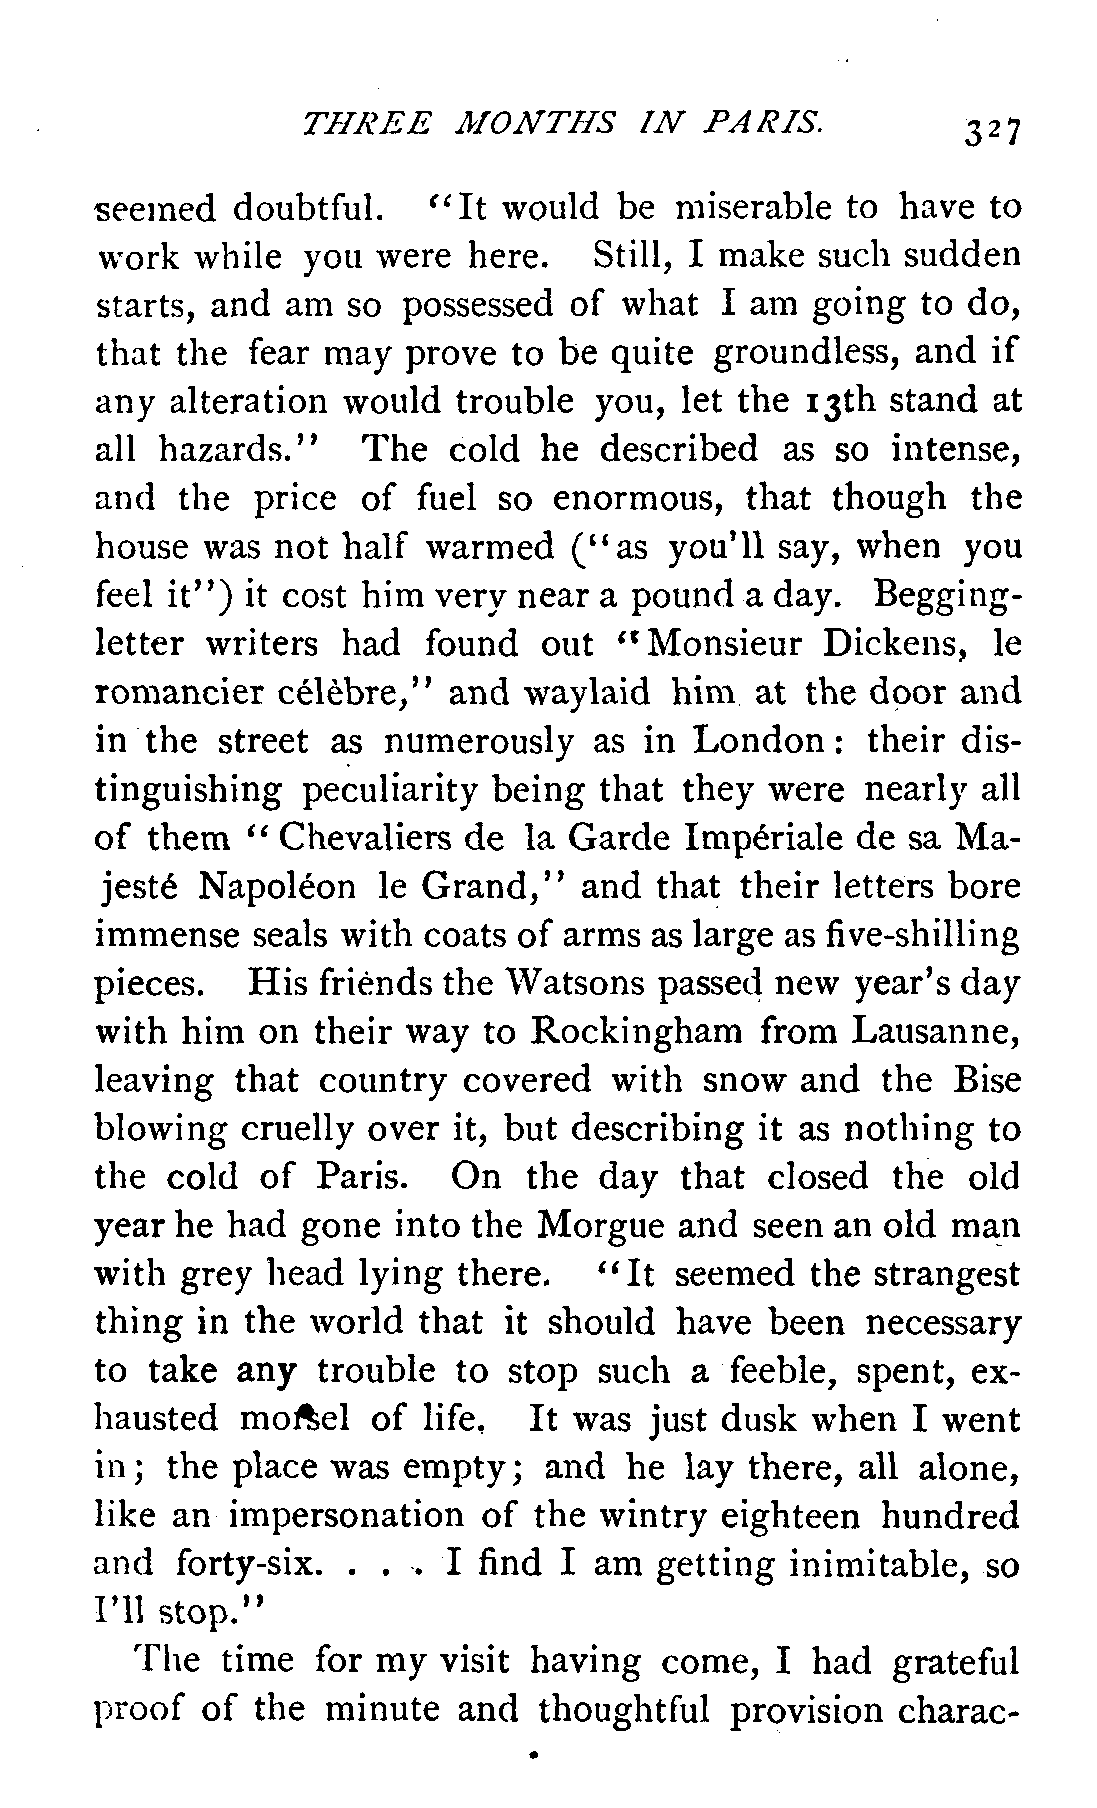 THREE MONTHS IN PARIS. 327
seemed doubtful. "It would be miserable to have to
work while you were here. Still, I make such sudden
starts, and am so possessed of what I am going to do,
that the fear may prove to be quite groundless, and if
any alteration would trouble you, let the 13th stand at
all hazards." The cold he described as so intense,
and the price of fuel so enormous, that though the
house was not half warmed ("as you'll say, when you
feel it") it cost him very near a pound a day. Begging-
letter writers had found out "Monsieur Dickens, le
romancier célèbre," and waylaid him at the door and
in the street as numerously as in London: their dis-
tinguishing peculiarity being that they were nearly all
of them "Chevaliers de la Garde Impériale de sa Ma-
jesté Napoléon le Grand," and that their letters bore
immense seals with coats of arms as large as five-shilling
pieces. His friends the Watsons passed new year's day
with him on their way to Rockingham from Lausanne,
leaving that country covered with snow and the Bise
blowing cruelly over it, but describing it as nothing to
the cold of Paris. On the day that closed the old
year he had gone into the Morgue and seen an old man
with grey head lying there. "It seemed the strangest
thing in the world that it should have been necessary
to take any trouble to stop such a feeble, spent, ex-
hausted morsel of life. It was just dusk when I went
in; the place was empty; and he lay there, all alone,
like an impersonation of the wintry eighteen hundred
and forty-six. . . . I find I am getting inimitable, so
I'll stop."
The time for my visit having come, I had grateful
proof of the minute and thoughtful provision charac-